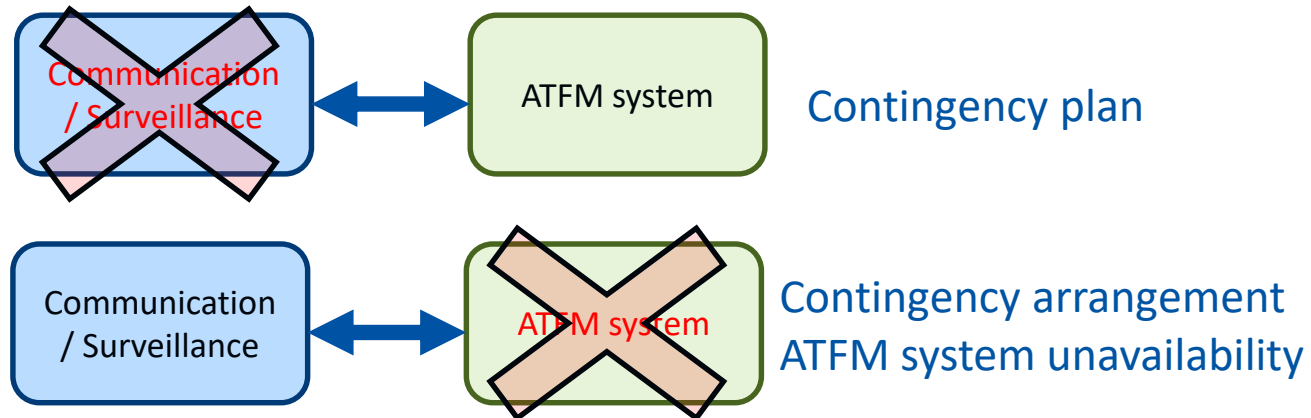 Communication
/ Surveillance
ATFM system
Contingency plan
Communication
/ Surveillance
ATFM system
Contingency arrangement
ATFM system unavailability